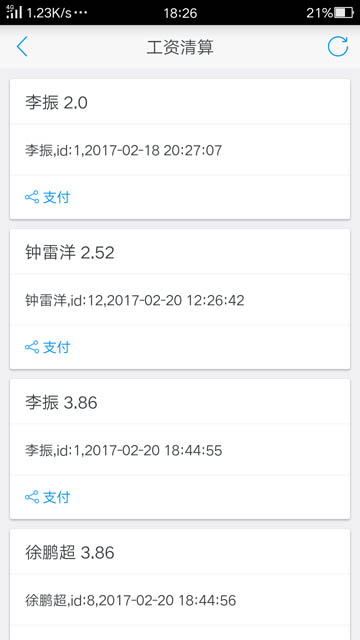 4G 1.23K/s··· 18:26 21%
工资清算
李振 2.0
李振,id:1,2017-02-18 20:27:07
支付
钟雷洋 2.52
钟雷洋,id:12,2017-02-20 12:26:42
支付
李振 3.86
李振,id:1,2017-02-20 18:44:55
支付
徐鹏超 3.86
徐鹏超,id:8,2017-02-20 18:44:56